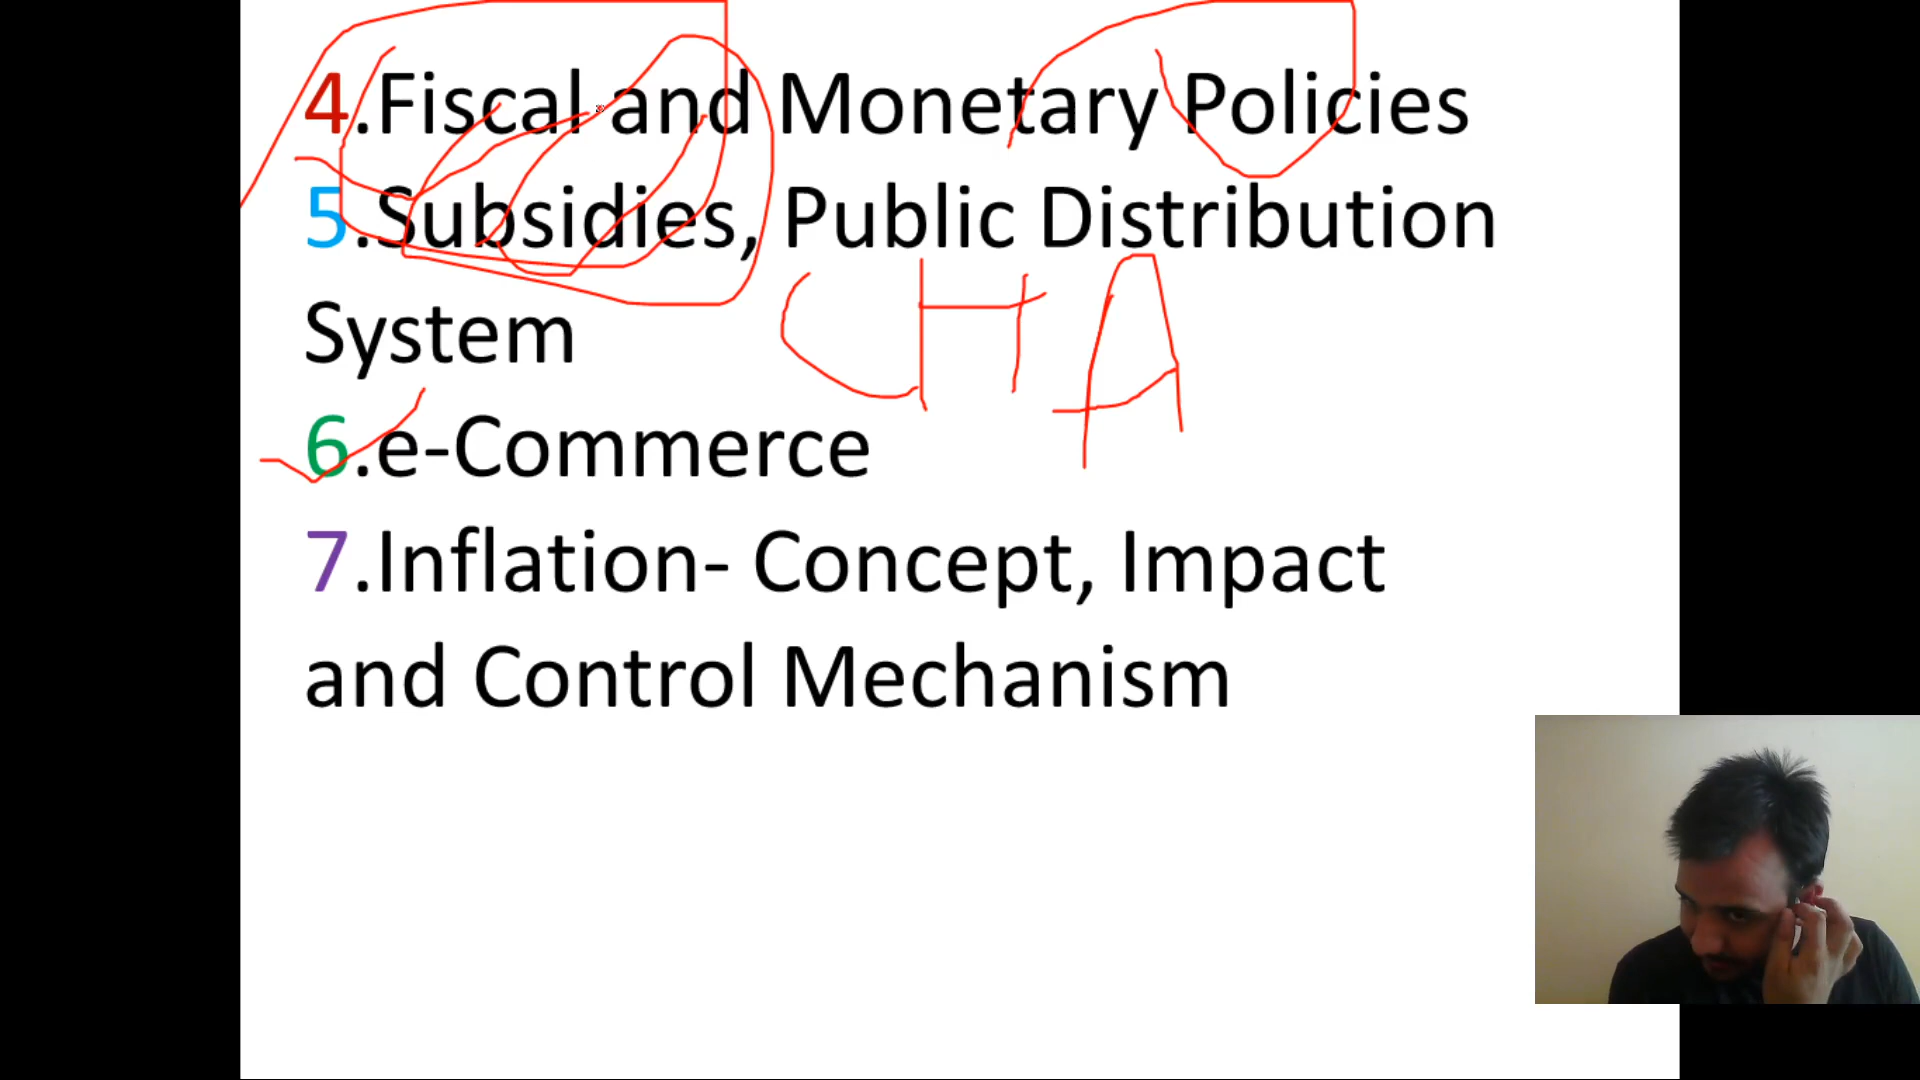 4.Fiscal and Monetary Policies
5.Subsidies, Public Distribution
System
CHA
6.e-Commerce
7.Inflation- Concept, Impact
and Control Mechanism